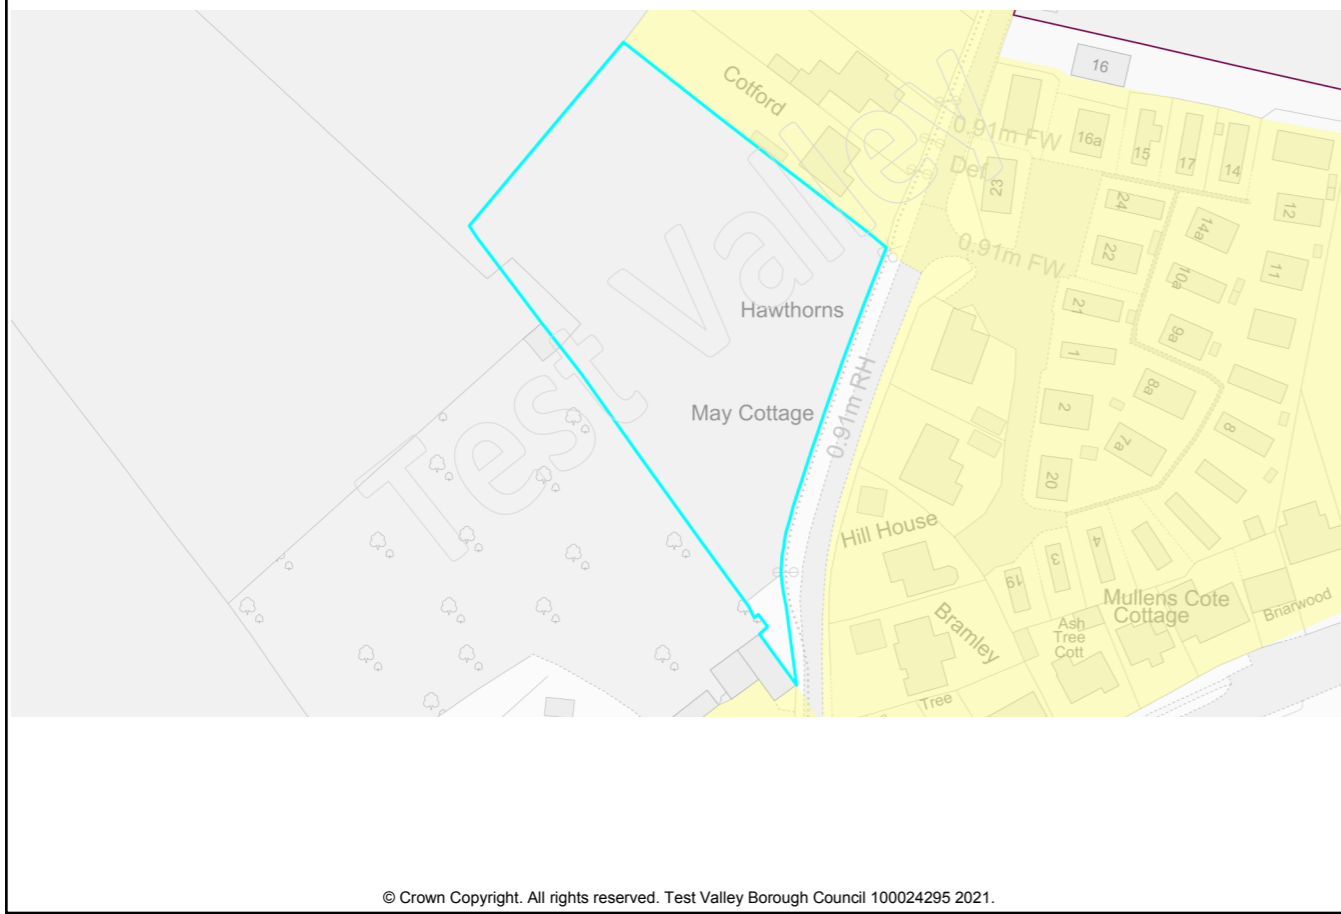 16
Cotford
0.91m FW
16a
15
17
14
Def
23
24
12
14a
0.91m FW
22
11
10a
Hawthorns
21
9a
1
0.91m RH
8a
May Cottage
2
8
7a
20
Hill House
4
3
19
Mullens Cote
Cottage
Briarwood
Bramley
Ash
Tree
Cott
Tree
Test Valley
© Crown Copyright. All rights reserved. Test Valley Borough Council 100024295 2021.